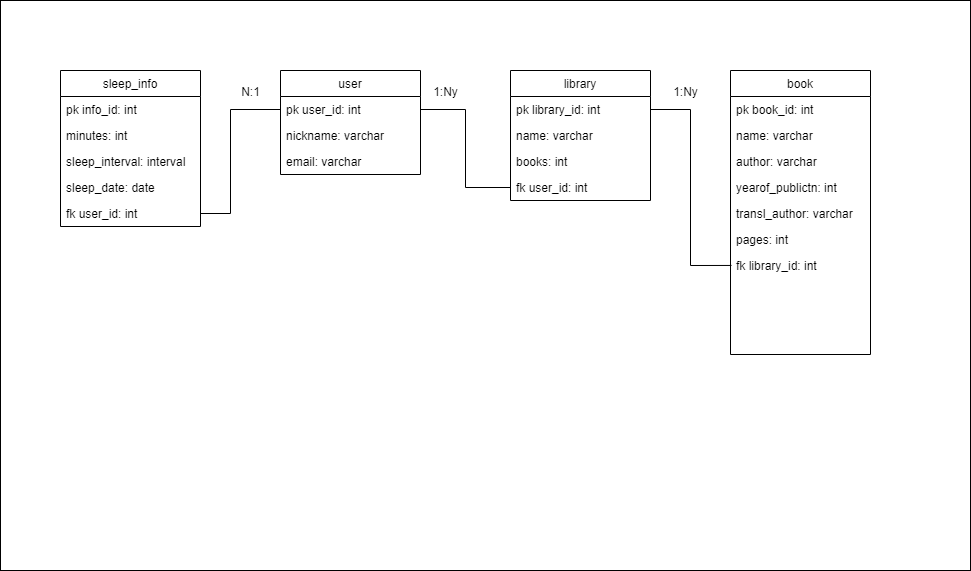 sleep_info
pk info_id: int
minutes: int
sleep_interval: interval
sleep_date: date
fk user_id: int
N:1
user
pk user_id: int
nickname: varchar
email: varchar
1:Ny
library
pk library_id: int
name: varchar
books: int
fk user_id: int
1:Ny
book
pk book_id: int
name: varchar
author: varchar
yearof_publictn: int
transl_author: varchar
pages: int
fk library_id: int